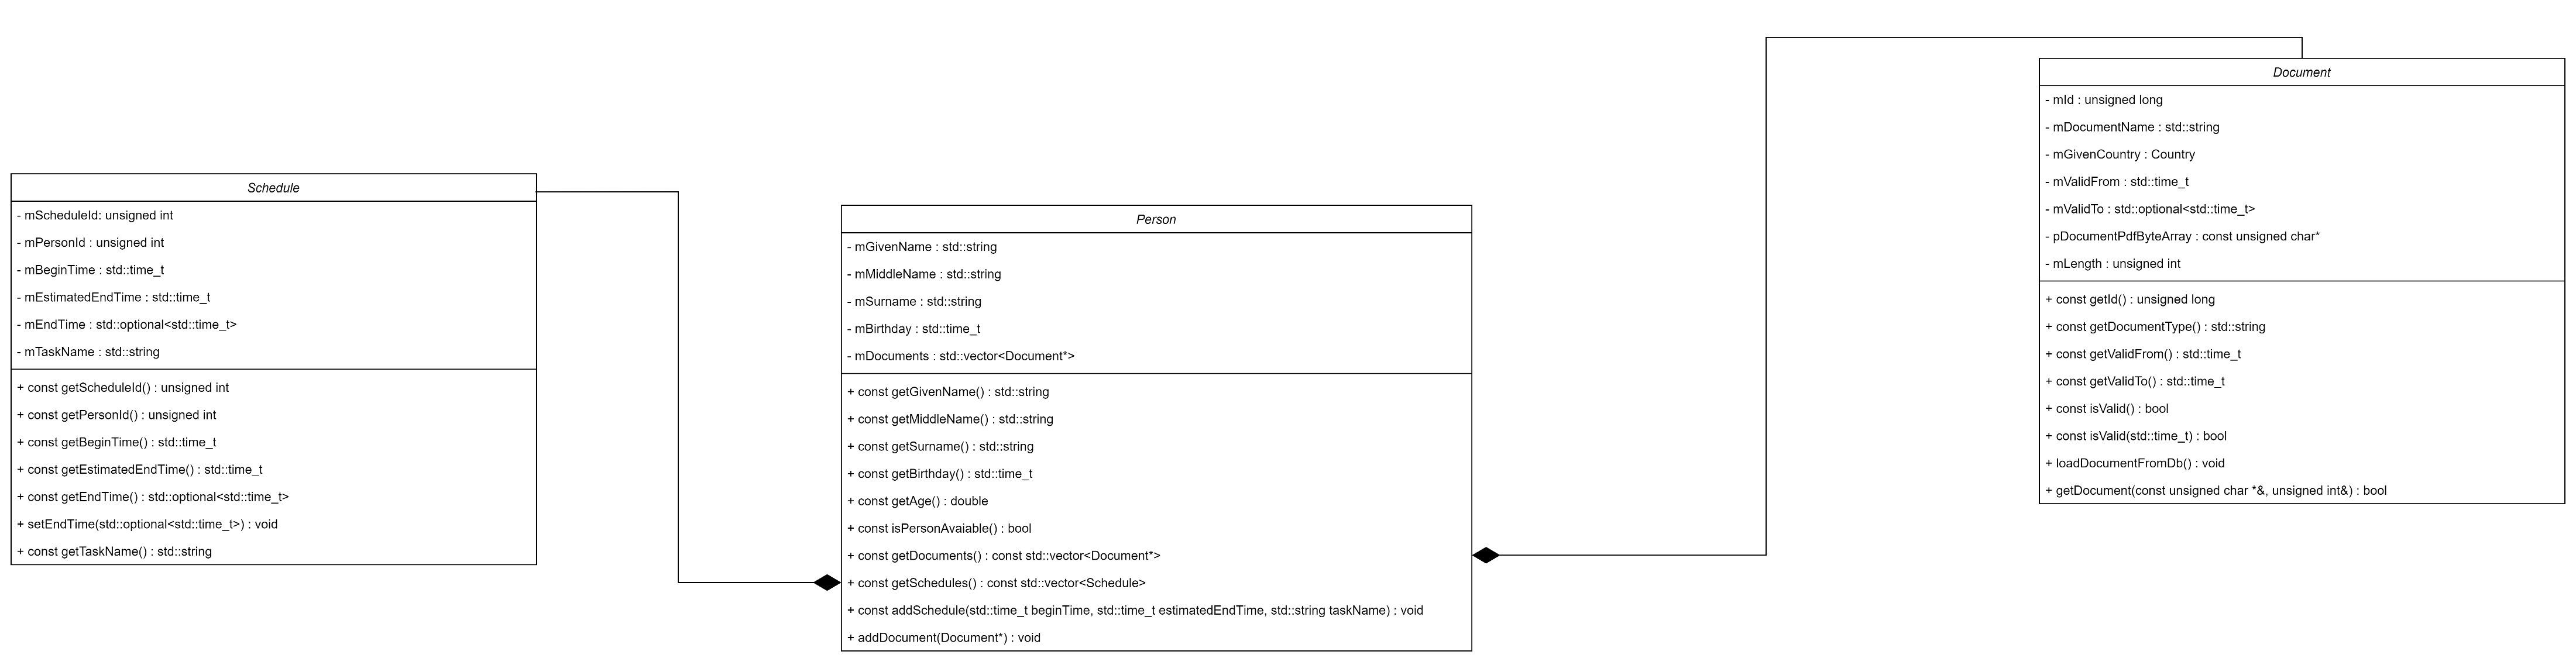 Schedule
- mScheduleId: unsigned int
- mPersonId : unsigned int
- mBeginTime : std::time_t
- mEstimatedEndTime : std::time_t
- mEndTime : std::optional<std::time_t>
- mTaskName : std::string
+ const getScheduleId() : unsigned int
+ const getPersonId() : unsigned int
+ const getBeginTime() : std::time_t
+ const getEstimatedEndTime() : std::time_t
+ const getEndTime() : std::optional<std::time_t>
+ setEndTime(std::optional<std::time_t>) : void
+ const getTaskName() : std::string
Person
- mGivenName : std::string
- mMiddleName : std::string
- mSurname : std::string
- mBirthday : std::time_t
- mDocuments : std::vector<Document*>
+ const getGivenName() : std::string
+ const getMiddleName() : std::string
+ const getSurname() : std::string
+ const getBirthday() : std::time_t
+ const getAge() : double
+ const isPersonAvaiable() : bool
+ const getDocuments() : const std::vector<Document*>
+ const getSchedules() : const std::vector<Schedule>
+ const addSchedule(std::time_t beginTime, std::time_t estimatedEndTime, std::string taskName) : void
+ addDocument(Document*) : void
Document
- mId : unsigned long
- mDocumentName : std::string
- mGivenCountry : Country
- mValidFrom : std::time_t
- mValidTo : std::optional<std::time_t>
- pDocumentPdfByteArray : const unsigned char*
- mLength : unsigned int
+ const getId() : unsigned long
+ const getDocumentType() : std::string
+ const getValidFrom() : std::time_t
+ const getValidTo() : std::time_t
+ const isValid() : bool
+ const isValid(std::time_t) : bool
+ loadDocumentFromDb() : void
+ getDocument(const unsigned char *&, unsigned int&) : bool